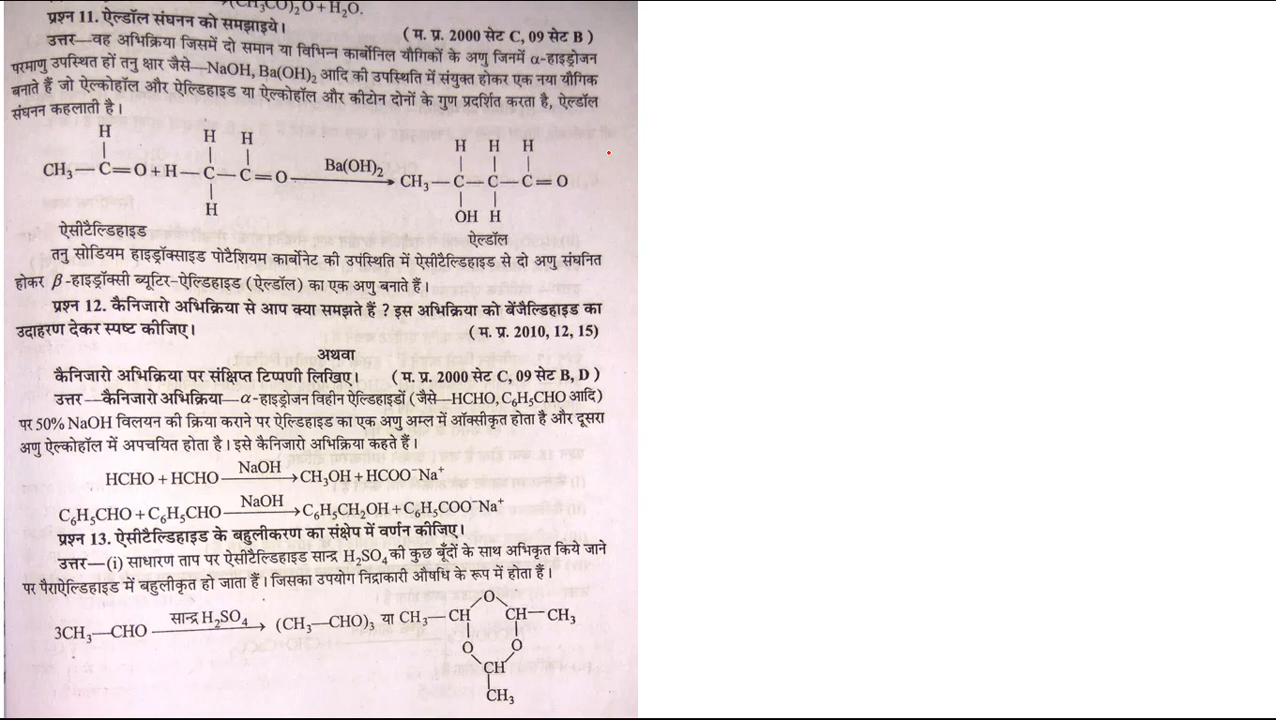 (CH₃CO)₂O + H₂O.
प्रश्न 11. ऐल्डॉल संघनन को समझाइये।
( म. प्र. 2000 सेट C, 09 सेट B )
उत्तर—वह अभिक्रिया जिसमें दो समान या विभिन्न कार्बोनिल यौगिकों के अणु जिनमें α-हाइड्रोजन
परमाणु उपस्थित हों तनु क्षार जैसे—NaOH, Ba(OH)₂ आदि की उपस्थिति में संयुक्त होकर एक नया यौगिक
बनाते हैं जो ऐल्कोहॉल और ऐल्डिहाइड या ऐल्कोहॉल और कीटोन दोनों के गुण प्रदर्शित करता है, ऐल्डॉल
संघनन कहलाती है।
H H H H H H
CH₃—C=O + H—C—C=O Ba(OH)₂→ CH₃—C—C—C=O
H OH H
ऐसीटैल्डिहाइड ऐल्डॉल
तनु सोडियम हाइड्रॉक्साइड पोटैशियम कार्बोनेट की उपस्थिति में ऐसीटैल्डिहाइड से दो अणु संघनित
होकर β-हाइड्रॉक्सी ब्यूटिर-ऐल्डिहाइड (ऐल्डॉल) का एक अणु बनाते हैं।
प्रश्न 12. कैनिजारो अभिक्रिया से आप क्या समझते हैं ? इस अभिक्रिया को बेंजैल्डिहाइड का
उदाहरण देकर स्पष्ट कीजिए। ( म. प्र. 2010, 12, 15)
अथवा
कैनिजारो अभिक्रिया पर संक्षिप्त टिप्पणी लिखिए। ( म. प्र. 2000 सेट C, 09 सेट B, D )
उत्तर—कैनिजारो अभिक्रिया—α-हाइड्रोजन विहीन ऐल्डिहाइडों (जैसे—HCHO, C₆H₅CHO आदि)
पर 50% NaOH विलयन की क्रिया कराने पर ऐल्डिहाइड का एक अणु अम्ल में ऑक्सीकृत होता है और दूसरा
अणु ऐल्कोहॉल में अपचयित होता है। इसे कैनिजारो अभिक्रिया कहते हैं।
HCHO + HCHO NaOH→ CH₃OH + HCOO⁻Na⁺
C₆H₅CHO + C₆H₅CHO NaOH→ C₆H₅CH₂OH + C₆H₅COO⁻Na⁺
प्रश्न 13. ऐसीटैल्डिहाइड के बहुलीकरण का संक्षेप में वर्णन कीजिए।
उत्तर—(i) साधारण ताप पर ऐसीटैल्डिहाइड सान्द्र H₂SO₄ की कुछ बूँदों के साथ अभिकृत किये जाने
पर पैराऐल्डिहाइड में बहुलीकृत हो जाता हैं। जिसका उपयोग निद्राकारी औषधि के रूप में होता हैं।
O
3CH₃—CHO सान्द्र H₂SO₄→ (CH₃—CHO)₃ या CH₃—CH CH—CH₃
O O
CH
CH₃